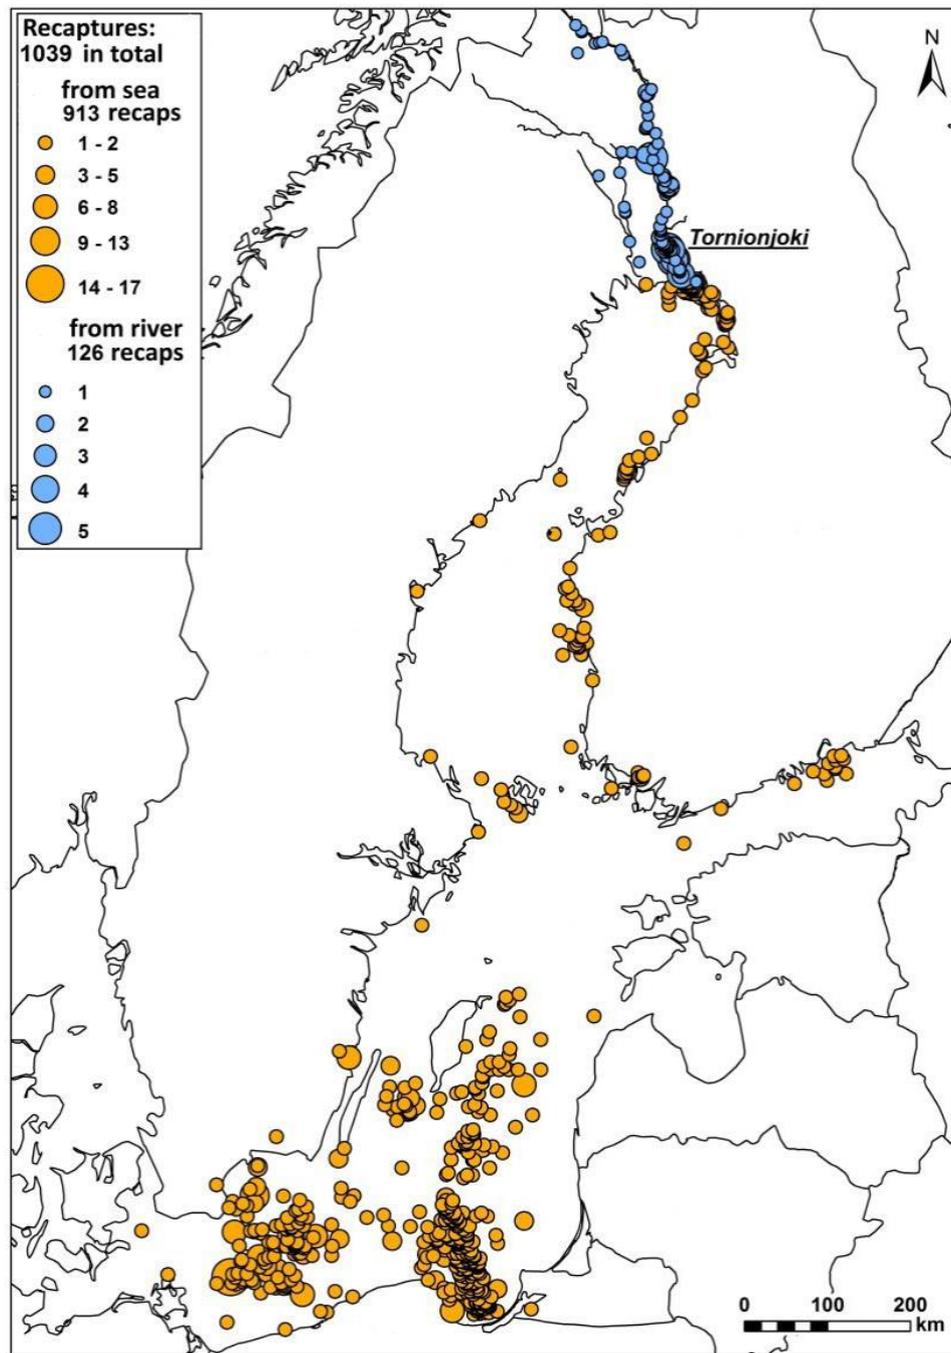 Recaptures:
1039 in total
from sea
913 recaps
1 - 2
3 - 5
6 - 8
9 - 13
14 - 17
from river
126 recaps
1
2
3
4
5
N
Tornionjoki
0 100 200
km